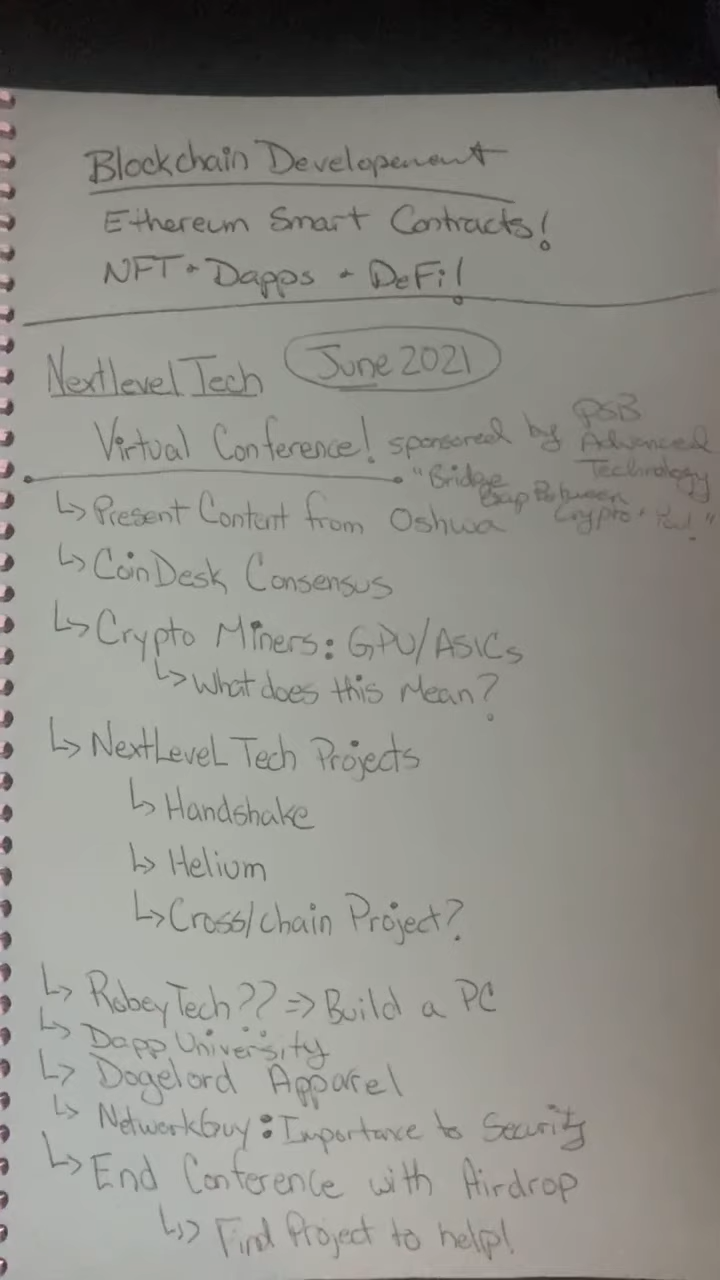 Blockchain Developement
Ethereum Smart Contracts!
NFT • Dapps • DeFi!
Nextlevel Tech June 2021
Virtual Conference! sponsored by PSB
Advanced
Technology
"Bridge
Gap Between
Crypto + You!"
↳ Present Content from Oshwa
↳ CoinDesk Consensus
↳ Crypto Miners: GPU/ASICs
↳ What does this Mean?
↳ NextLeveL Tech Projects
↳ Handshake
↳ Helium
↳ Cross/chain Project?
↳ RobeyTech?? => Build a PC
↳ Dapp University
↳ Dogelord Apparel
↳ NetworkGuy: Importance to Security
↳ End Conference with Airdrop
↳ Find Project to help!